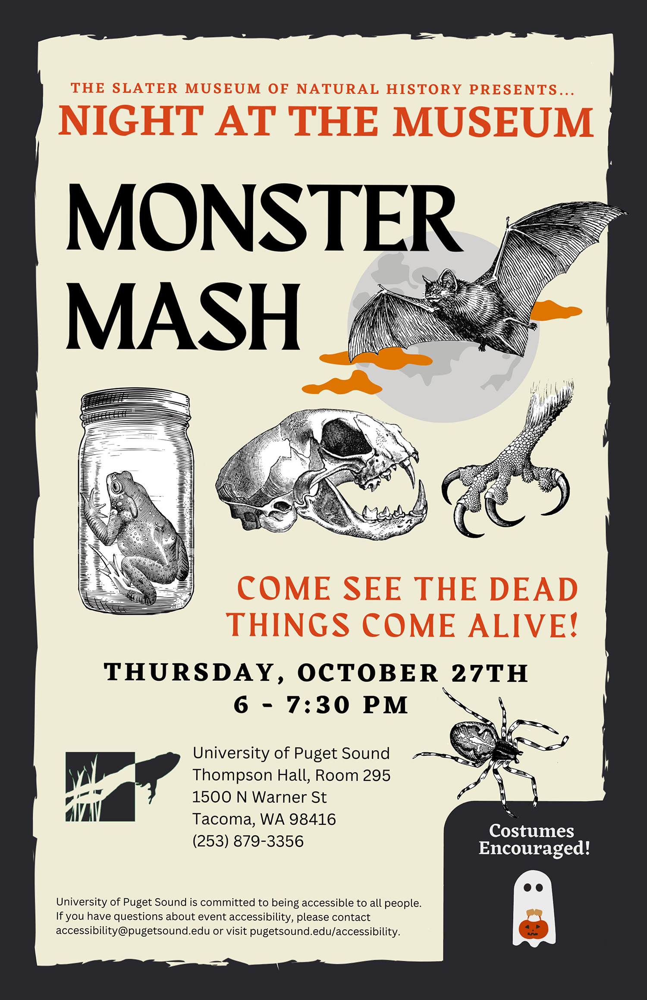 THE SLATER MUSEUM OF NATURAL HISTORY PRESENTS...
NIGHT AT THE MUSEUM
MONSTER
MASH
COME SEE THE DEAD
THINGS COME ALIVE!
THURSDAY, OCTOBER 27TH
6 - 7:30 PM
University of Puget Sound
Thompson Hall, Room 295
1500 N Warner St
Tacoma, WA 98416
(253) 879-3356
Costumes
Encouraged!
University of Puget Sound is committed to being accessible to all people.
If you have questions about event accessibility, please contact
accessibility@pugetsound.edu or visit pugetsound.edu/accessibility.